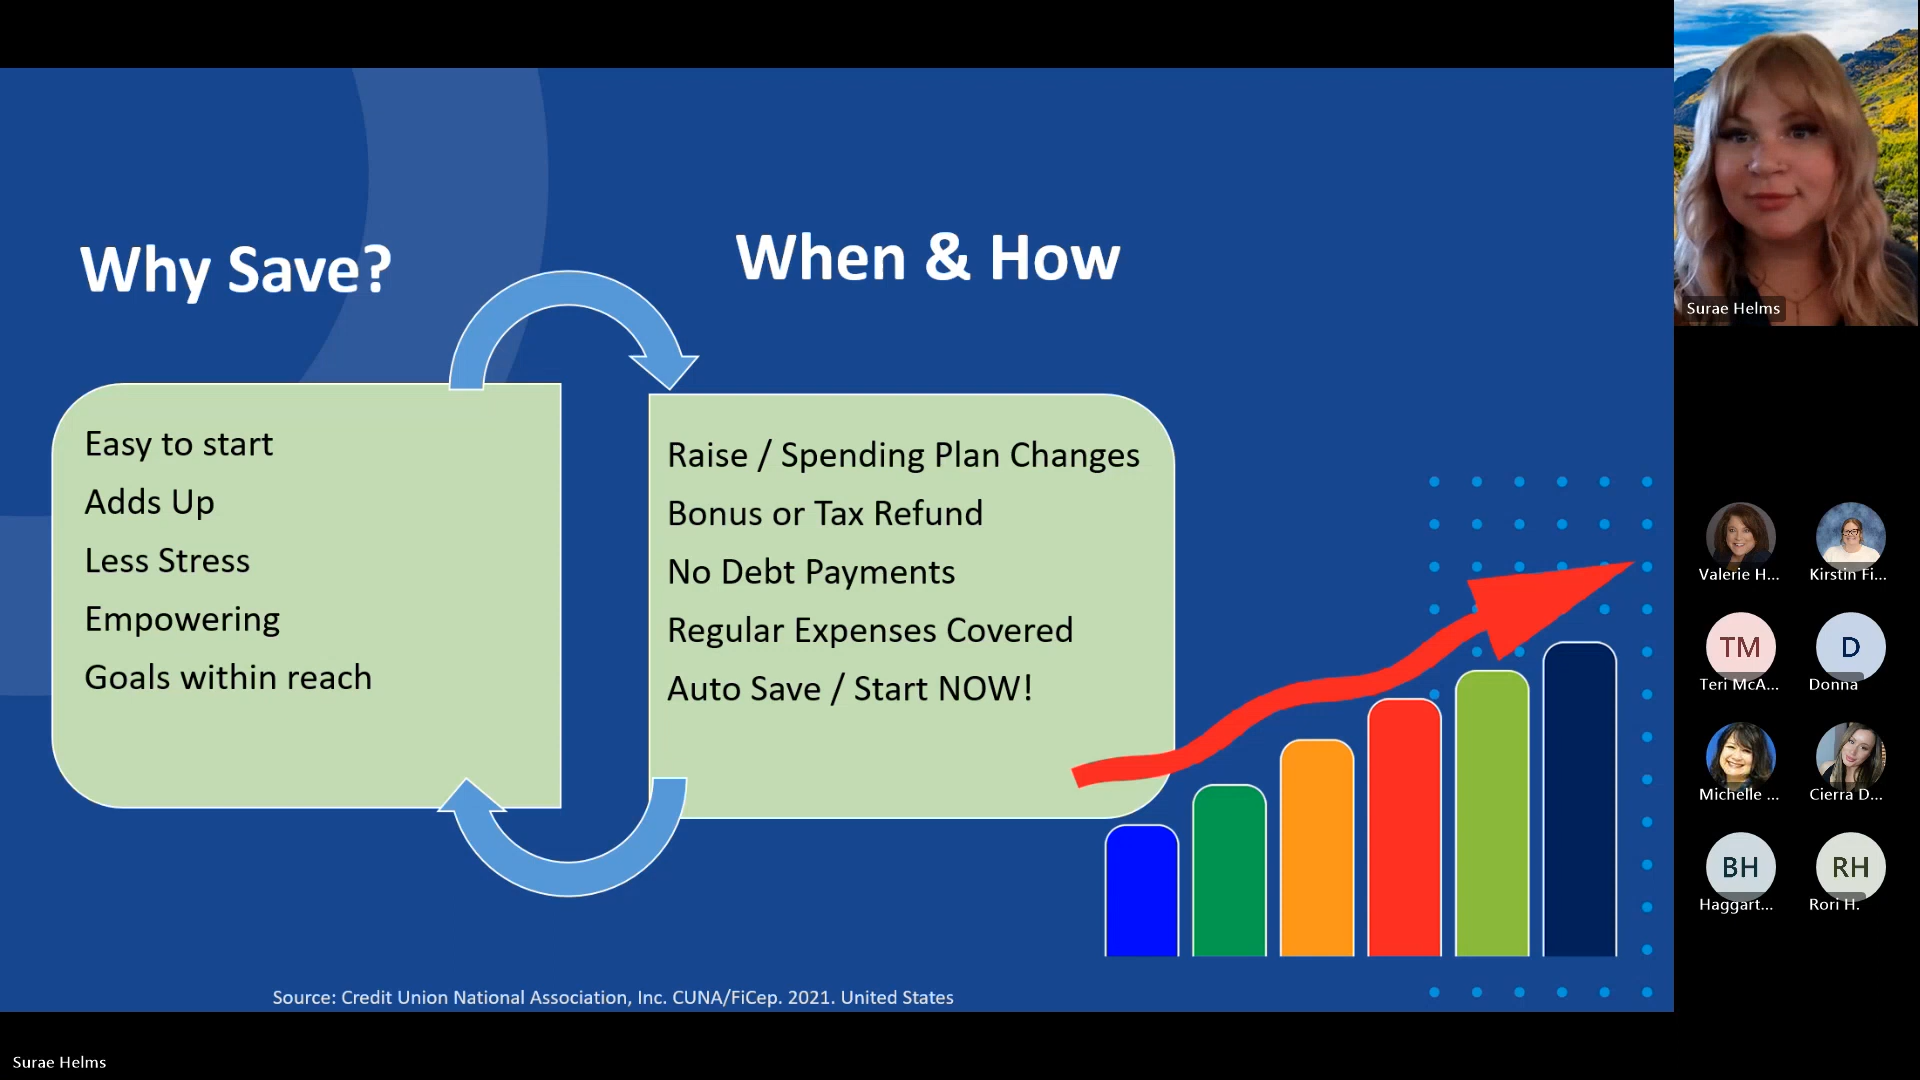 Why Save?
When & How
Easy to start
Adds Up
Less Stress
Empowering
Goals within reach
Raise / Spending Plan Changes
Bonus or Tax Refund
No Debt Payments
Regular Expenses Covered
Auto Save / Start NOW!
Source: Credit Union National Association, Inc. CUNA/FiCep. 2021. United States
Surae Helms
Valerie H...
Kirstin Fi...
TM
Teri McA...
D
Donna
Michelle ...
Cierra D...
BH
Haggart...
RH
Rori H.
Surae Helms